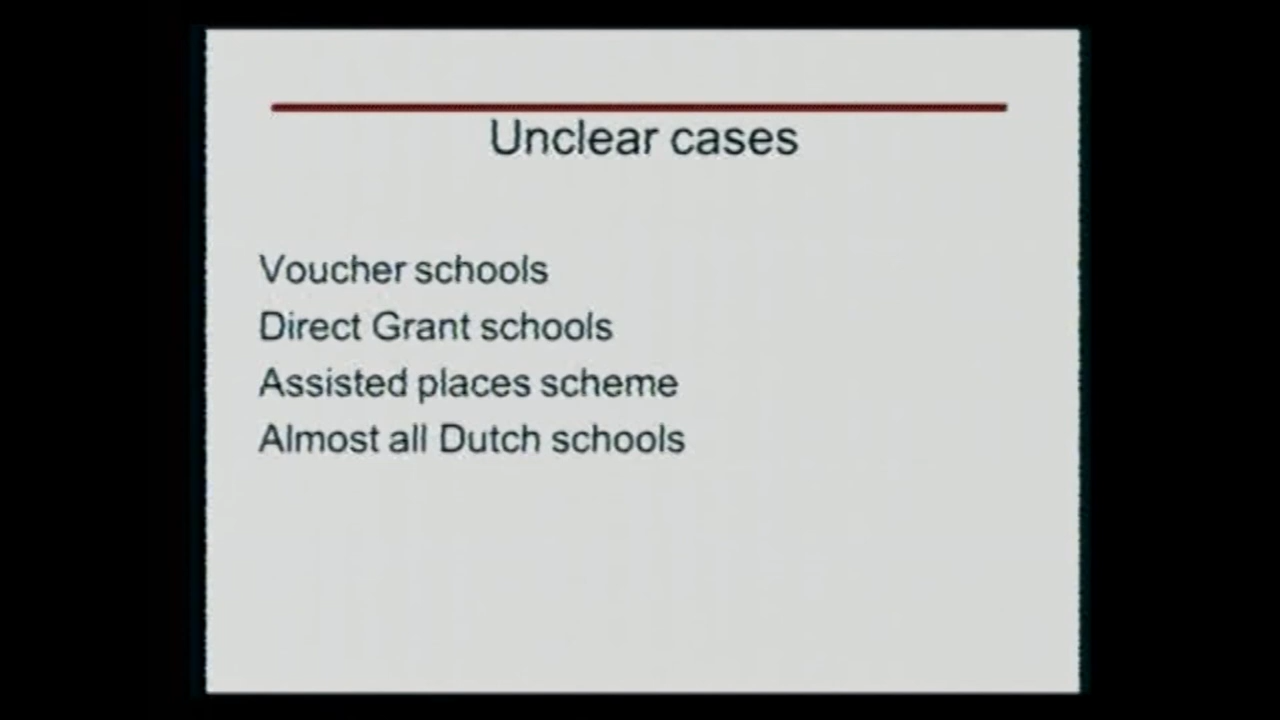 Unclear cases
Voucher schools
Direct Grant schools
Assisted places scheme
Almost all Dutch schools